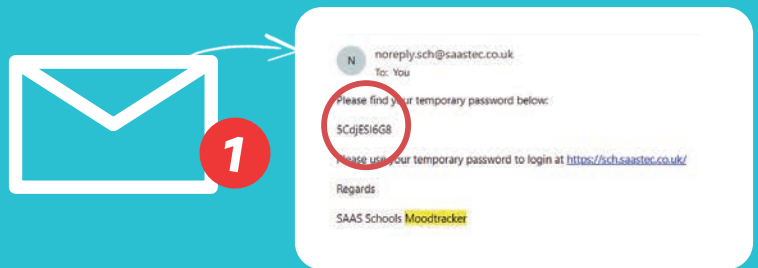 1
N
noreply.sch@saastec.co.uk
To: You
Please find your temporary password below:
5CdjESI6G8
Please use your temporary password to login at https://sch.saastec.co.uk/
Regards
SAAS Schools Moodtracker